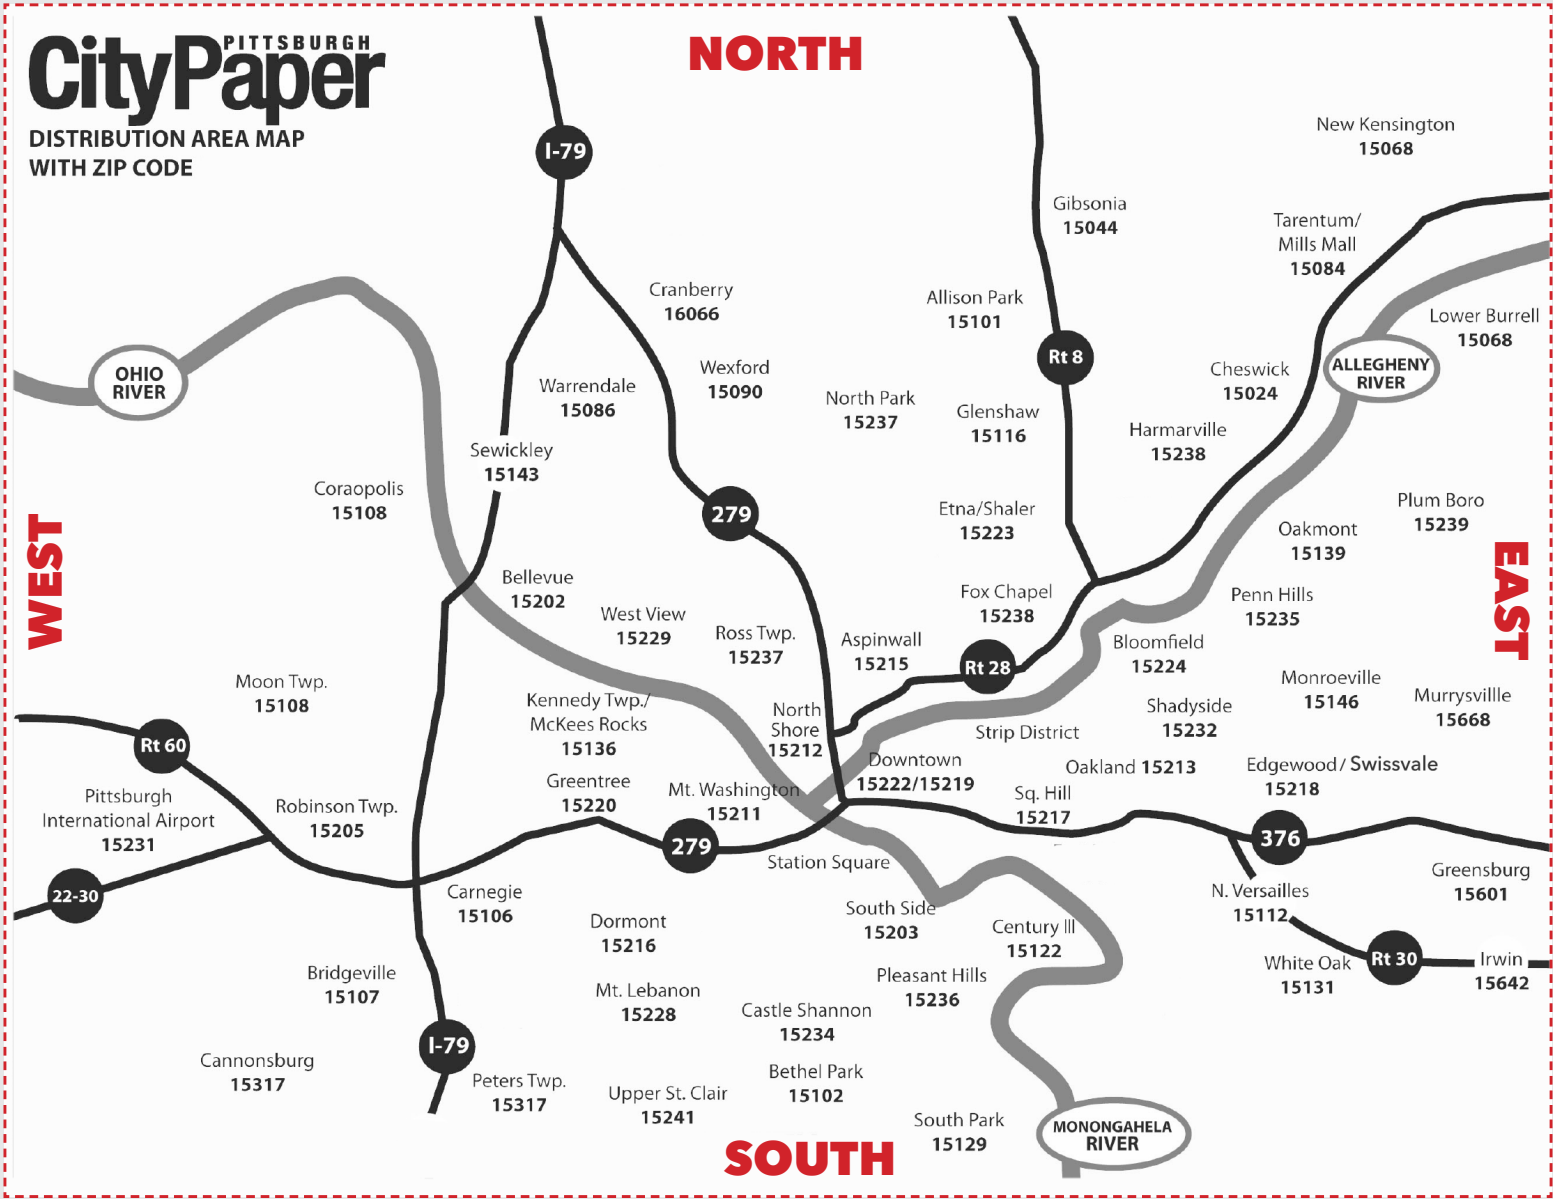 PITTSBURGH
CityPaper
DISTRIBUTION AREA MAP
WITH ZIP CODE
NORTH
I-79
New Kensington
15068
Gibsonia
15044
Tarentum/
Mills Mall
15084
Cranberry
16066
Allison Park
15101
Lower Burrell
15068
OHIO
RIVER
Rt 8
ALLEGHENY
RIVER
Wexford
15090
Warrendale
15086
Cheswick
15024
North Park
15237
Glenshaw
15116
Harmarville
15238
Sewickley
15143
Coraopolis
15108
279
Etna/Shaler
15223
Plum Boro
15239
Oakmont
15139
WEST
EAST
Bellevue
15202
West View
15229
Ross Twp.
15237
Aspinwall
15215
Fox Chapel
15238
Penn Hills
15235
Rt 28
Bloomfield
15224
Moon Twp.
15108
Kennedy Twp./
McKees Rocks
15136
North
Shore
15212
Strip District
Shadyside
15232
Monroeville
15146
Murrysvillle
15668
Rt 60
Downtown
15222/15219
Oakland 15213
Edgewood/ Swissvale
15218
Greentree
15220
Mt. Washington
15211
Sq. Hill
15217
Pittsburgh
International Airport
15231
Robinson Twp.
15205
279
376
Station Square
22-30
Carnegie
15106
Greensburg
15601
N. Versailles
15112
Dormont
15216
South Side
15203
Century III
15122
White Oak
15131
Rt 30
Irwin
15642
Bridgeville
15107
Mt. Lebanon
15228
Pleasant Hills
15236
Castle Shannon
15234
I-79
Cannonsburg
15317
Peters Twp.
15317
Upper St. Clair
15241
Bethel Park
15102
South Park
15129
MONONGAHELA
RIVER
SOUTH